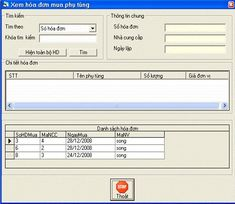 Xem hóa đơn mua phụ tùng
Tìm kiếm
Tìm theo
Số hóa đơn
Khóa tìm kiếm
Hiện toàn bộ HD
Tìm
Thông tin chung
Số hóa đơn
Nhà cung cấp
Ngày lập
Chi tiết hóa đơn
STT Tên phụ tùng Số lượng Giá đơn vị
Danh sách hóa đơn
SoHDMua MaNCC NgayMua MaNV
3 4 28/12/2008 song
6 2 28/12/2008 song
8 3 24/12/2008 song
STOP
Thoát